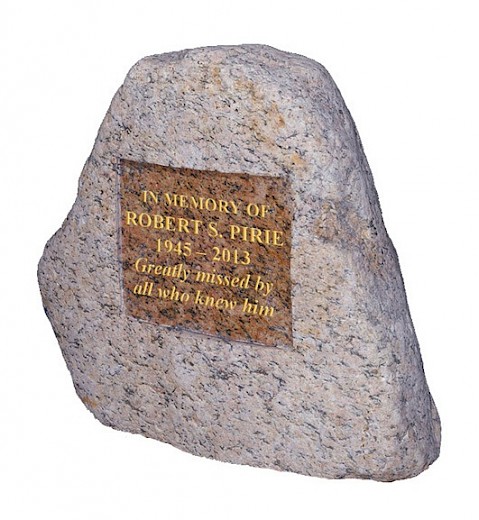 IN MEMORY OF
ROBERT S. PIRIE
1945 – 2013
Greatly missed by
all who knew him